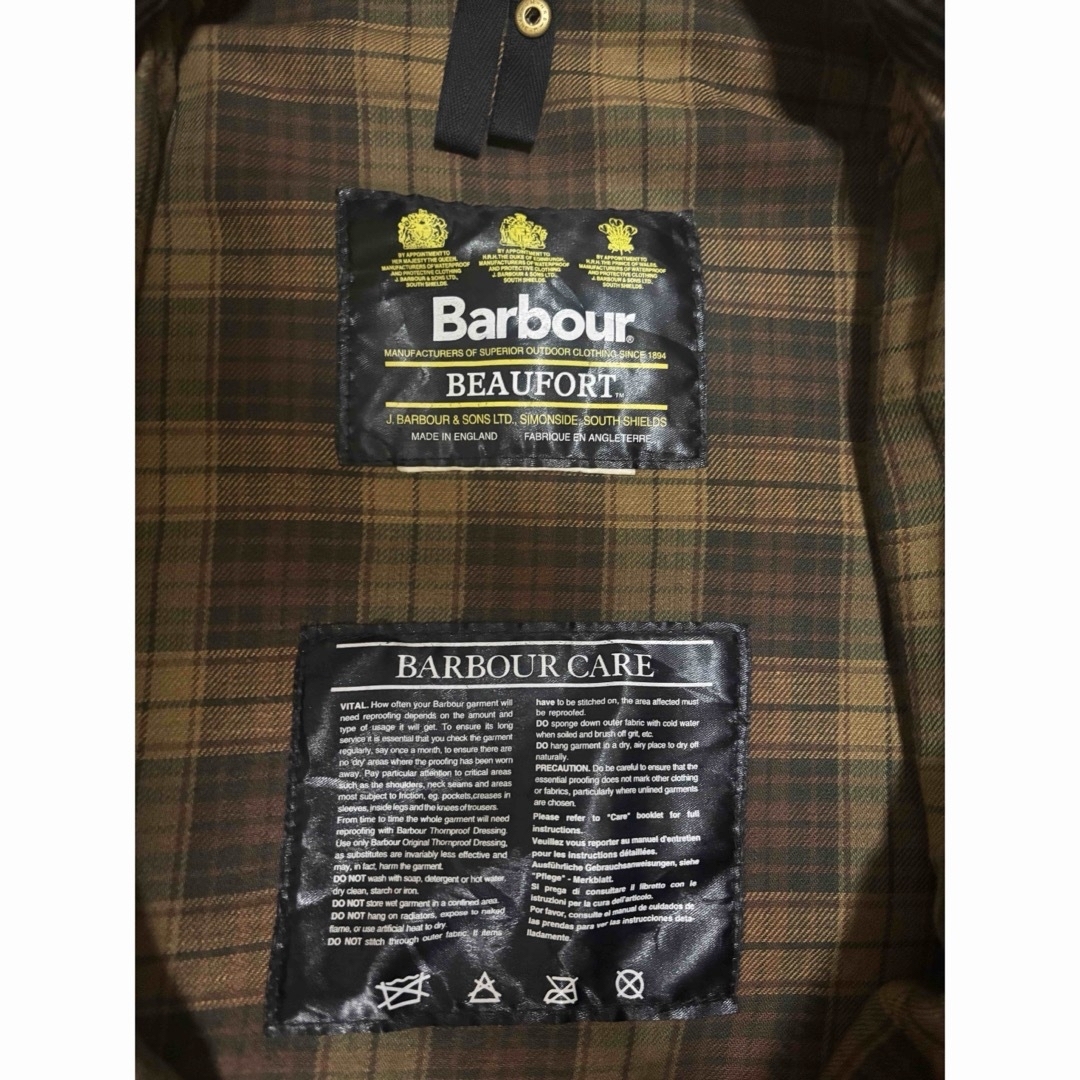 BY APPOINTMENT TO
HER MAJESTY THE QUEEN
MANUFACTURERS OF WATERPROOF
AND PROTECTIVE CLOTHING
J. BARBOUR & SONS LTD.,
SOUTH SHIELDS.
BY APPOINTMENT TO
H.R.H. THE DUKE OF EDINBURGH
MANUFACTURERS OF WATERPROOF
AND PROTECTIVE CLOTHING
J. BARBOUR & SONS LTD.,
SOUTH SHIELDS.
BY APPOINTMENT TO
H.R.H. THE PRINCE OF WALES
MANUFACTURERS OF WATERPROOF
AND PROTECTIVE CLOTHING
J. BARBOUR & SONS LTD.,
SOUTH SHIELDS.
Barbour®
MANUFACTURERS OF SUPERIOR OUTDOOR CLOTHING SINCE 1894
BEAUFORT™
J. BARBOUR & SONS LTD., SIMONSIDE, SOUTH SHIELDS
MADE IN ENGLAND FABRIQUE EN ANGLETERRE
BARBOUR CARE
VITAL. How often your Barbour garment will
need reproofing depends on the amount and
type of usage it will get. To ensure its long
service it is essential that you check the garment
regularly, say once a month, to ensure there are
no 'dry' areas where the proofing has been worn
away. Pay particular attention to critical areas
such as the shoulders, neck seams and areas
most subject to friction, eg. pockets,creases in
sleeves, inside legs and the knees of trousers.
From time to time the whole garment will need
reproofing with Barbour Thornproof Dressing.
Use only Barbour Original Thornproof Dressing,
as substitutes are invariably less effective and
may, in fact, harm the garment.
DO NOT wash with soap, detergent or hot water,
dry clean, starch or iron.
DO NOT store wet garment in a confined area.
DO NOT hang on radiators, expose to naked
flame, or use artificial heat to dry.
DO NOT stitch through outer fabric. If items
have to be stitched on, the area affected must
be reproofed.
DO sponge down outer fabric with cold water
when soiled and brush off grit, etc.
DO hang garment in a dry, airy place to dry off
naturally.
PRECAUTION. Do be careful to ensure that the
essential proofing does not mark other clothing
or fabrics, particularly where unlined garments
are chosen.
Please refer to "Care" booklet for full
instructions.
Veuillez vous reporter au manuel d'entretien
pour les instructions détaillées.
Ausführliche Gebrauchsanweisungen, siehe
"Pflege" - Merkblatt.
Si prega di consultare il libretto con le
istruzioni per la cura dell'articolo.
Por favor, consulte el manual de cuidados de
las prendas para ver las instrucciones deta-
lladamente.